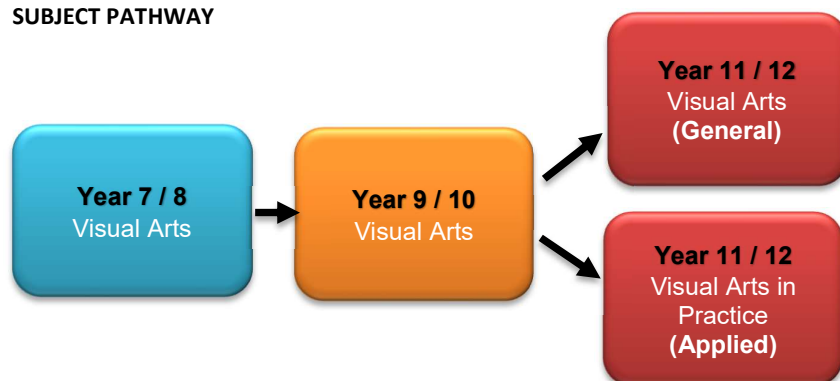 SUBJECT PATHWAY
Year 7 / 8
Visual Arts
Year 9 / 10
Visual Arts
Year 11 / 12
Visual Arts
(General)
Year 11 / 12
Visual Arts in
Practice
(Applied)